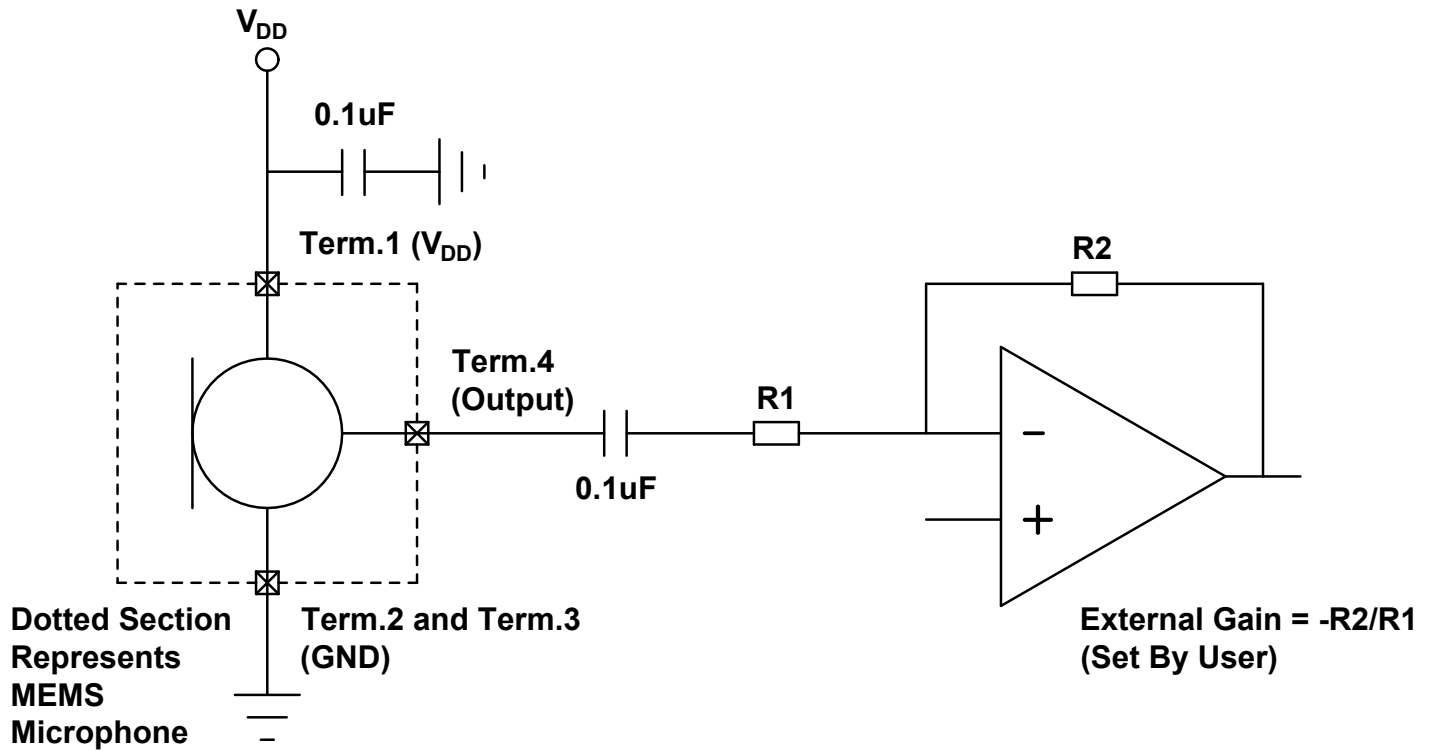 VDD
0.1uF
Term.1 (VDD)
R2
Term.4
(Output)
R1
0.1uF
-
+
Dotted Section
Represents
MEMS
Microphone
Term.2 and Term.3
(GND)
External Gain = -R2/R1
(Set By User)